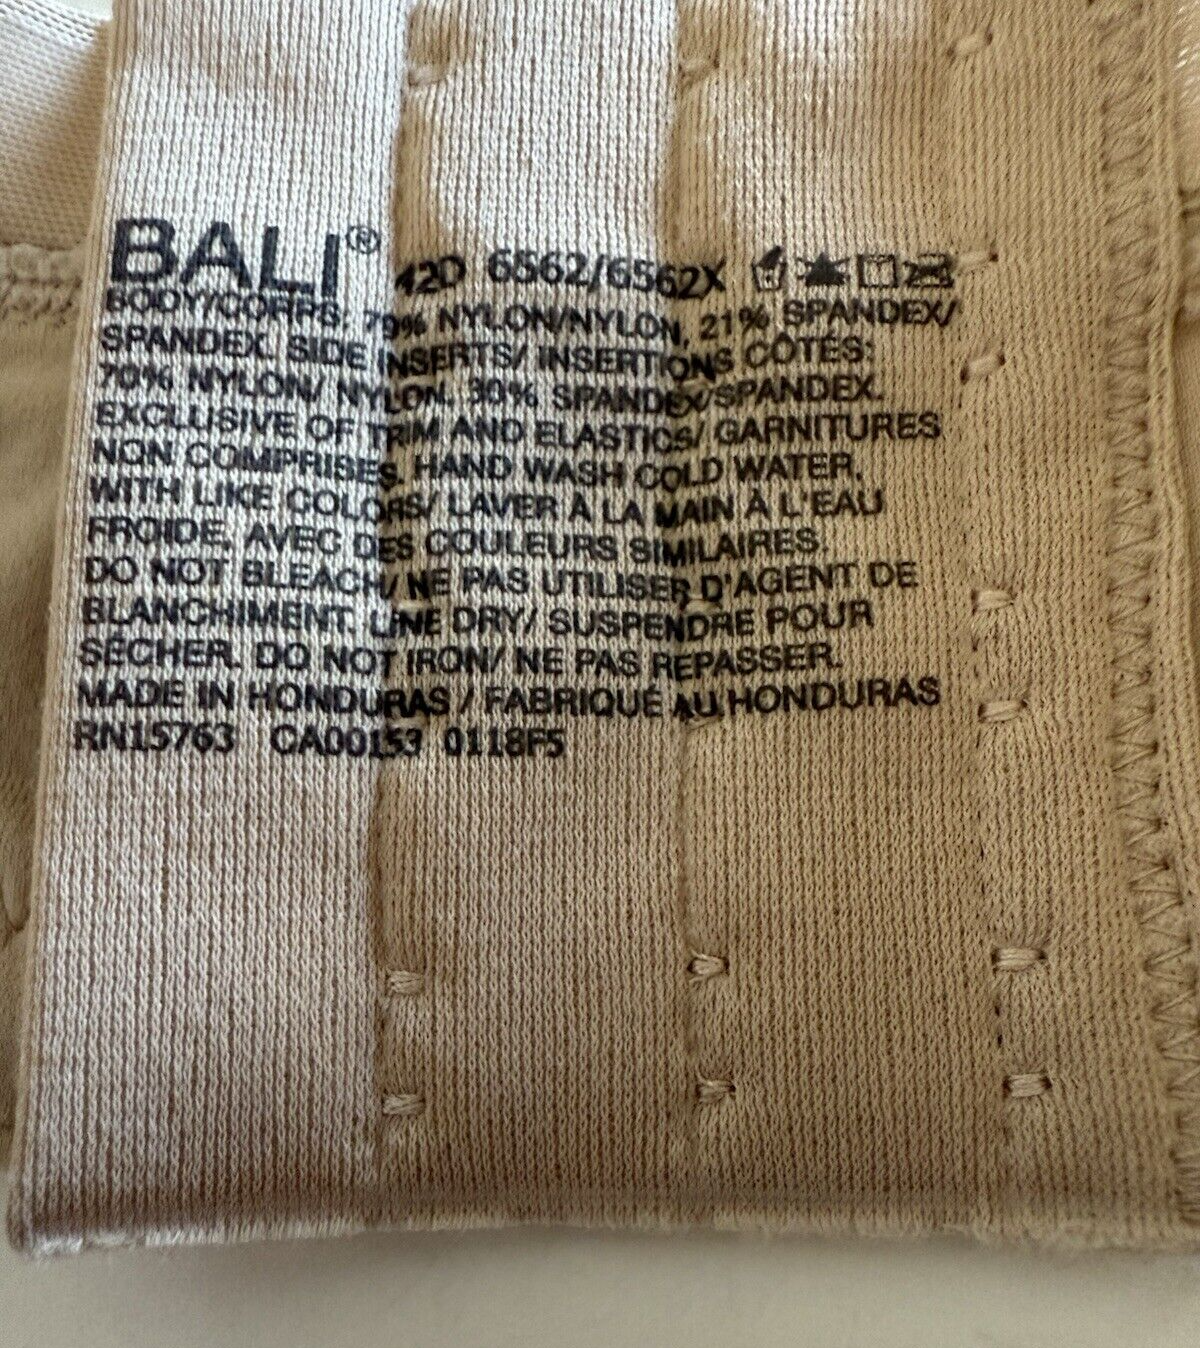 BALI® 42D 6562/6562X
BODY/CORPS: 79% NYLON/NYLON, 21% SPANDEX/
SPANDEX. SIDE INSERTS/ INSERTIONS CÔTÉS:
70% NYLON/ NYLON, 30% SPANDEX/SPANDEX.
EXCLUSIVE OF TRIM AND ELASTICS/ GARNITURES
NON COMPRISES. HAND WASH COLD WATER,
WITH LIKE COLORS/ LAVER À LA MAIN À L'EAU
FROIDE, AVEC DES COULEURS SIMILAIRES.
DO NOT BLEACH/ NE PAS UTILISER D'AGENT DE
BLANCHIMENT. LINE DRY/ SUSPENDRE POUR
SÉCHER. DO NOT IRON/ NE PAS REPASSER.
MADE IN HONDURAS / FABRIQUÉ AU HONDURAS
RN15763 CA00153 0118F5